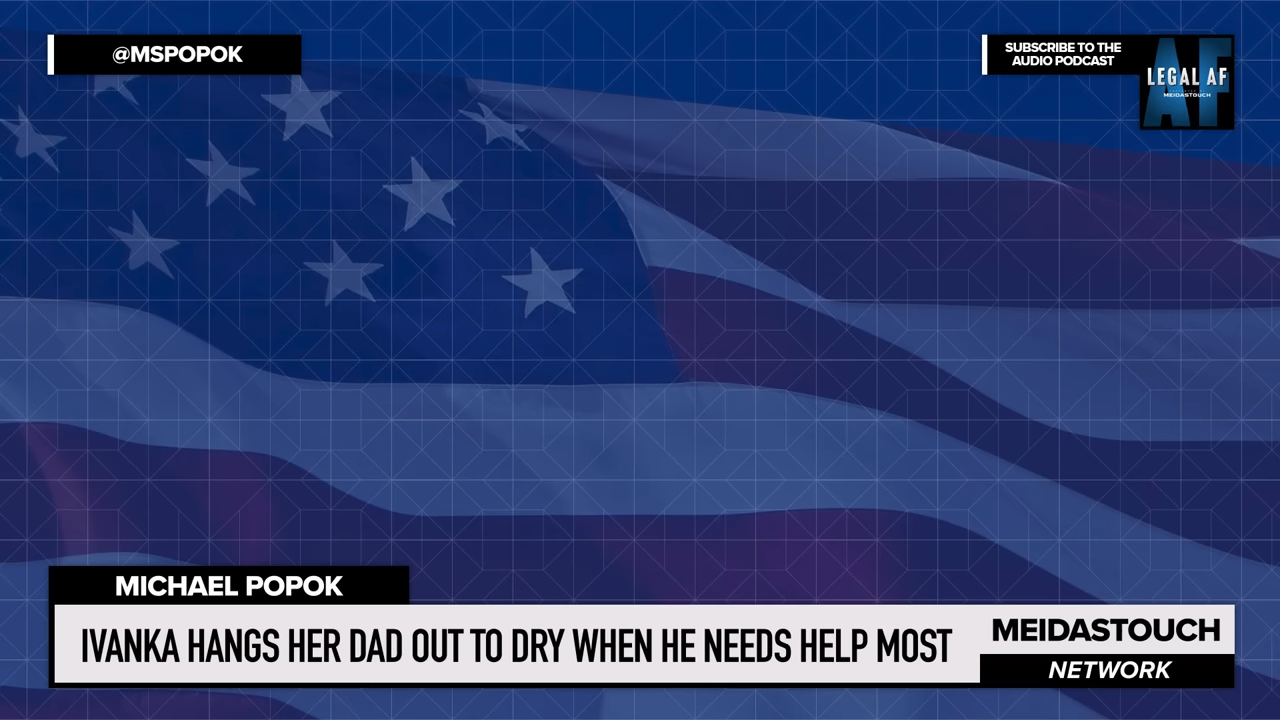 @MSPOPOK
SUBSCRIBE TO THE
AUDIO PODCAST
LEGAL AF
MEIDASTOUCH
MICHAEL POPOK
IVANKA HANGS HER DAD OUT TO DRY WHEN HE NEEDS HELP MOST
MEIDASTOUCH
NETWORK